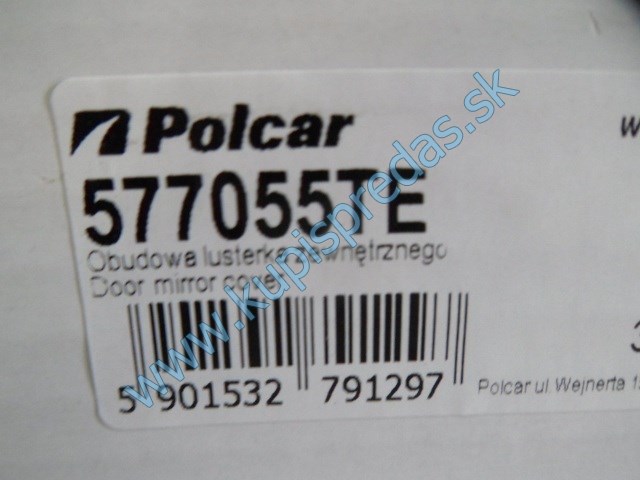 Polcar
w
577055TE
Obudowa lusterka zewnętrznego
Door mirror cover
5 901532 791297
Polcar ul. Wejnerta
www.kupispredas.sk